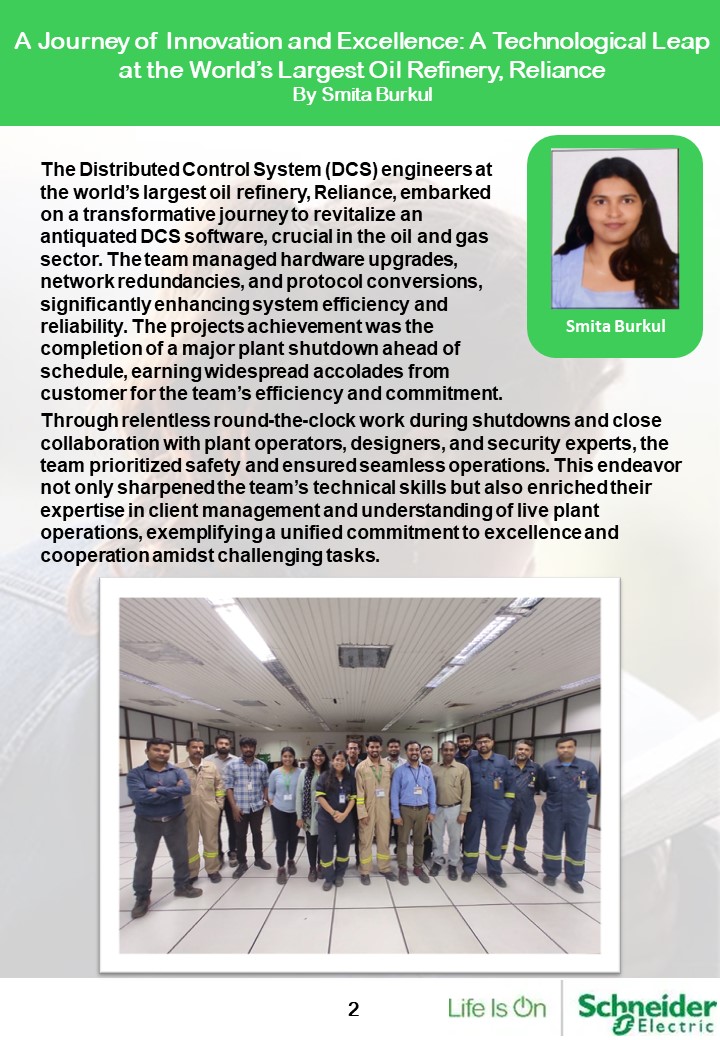 A Journey of Innovation and Excellence: A Technological Leap
at the World's Largest Oil Refinery, Reliance
By Smita Burkul
The Distributed Control System (DCS) engineers at
the world's largest oil refinery, Reliance, embarked
on a transformative journey to revitalize an
antiquated DCS software, crucial in the oil and gas
sector. The team managed hardware upgrades,
network redundancies, and protocol conversions,
significantly enhancing system efficiency and
reliability. The projects achievement was the
completion of a major plant shutdown ahead of
schedule, earning widespread accolades from
customer for the team's efficiency and commitment.
Smita Burkul
Through relentless round-the-clock work during shutdowns and close
collaboration with plant operators, designers, and security experts, the
team prioritized safety and ensured seamless operations. This endeavor
not only sharpened the team's technical skills but also enriched their
expertise in client management and understanding of live plant
operations, exemplifying a unified commitment to excellence and
cooperation amidst challenging tasks.
2
Life Is On
Schneider
Electric